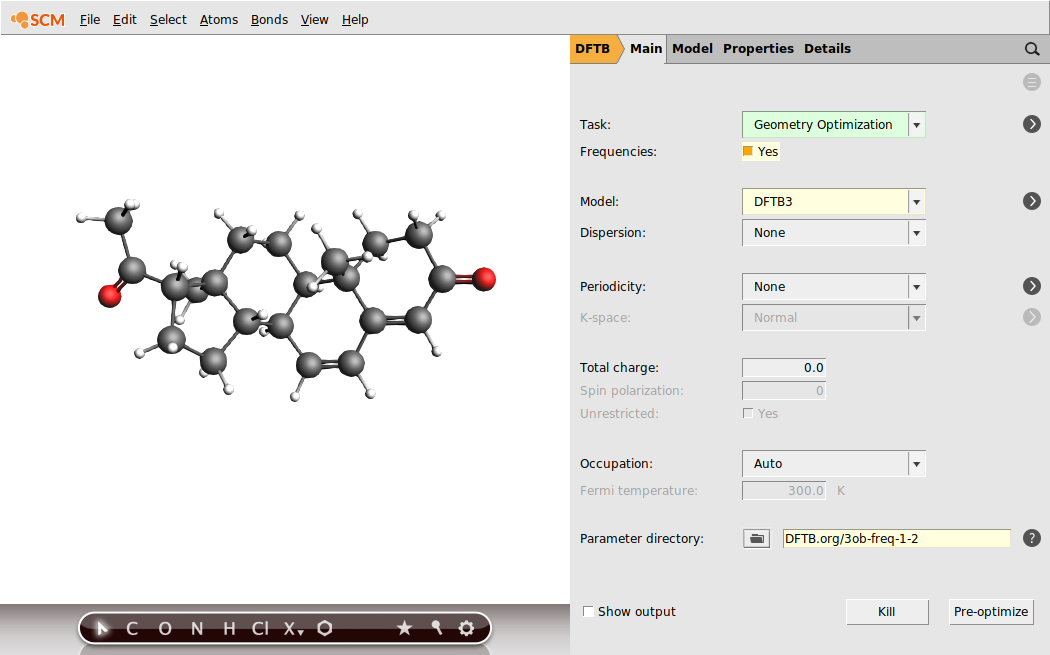 SCM File Edit Select Atoms Bonds View Help
DFTB Main Model Properties Details
Task: Geometry Optimization
Frequencies: Yes
Model: DFTB3
Dispersion: None
Periodicity: None
K-space: Normal
Total charge: 0.0
Spin polarization: 0
Unrestricted: Yes
Occupation: Auto
Fermi temperature: 300.0 K
Parameter directory: DFTB.org/3ob-freq-1-2 ?
Show output Kill Pre-optimize
C O N H Cl X